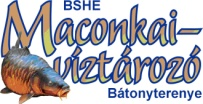 BSHE
Maconkai-
víztározó
Bátonyterenye